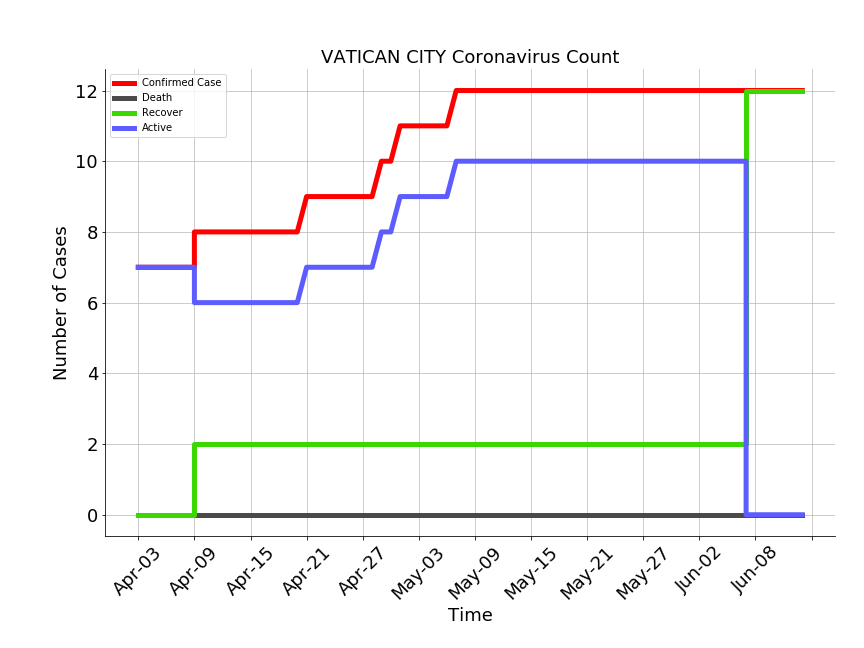 VATICAN CITY Coronavirus Count
Confirmed Case
Death
Recover
Active
12
10
8
6
4
2
0
Number of Cases
Apr-03
Apr-09
Apr-15
Apr-21
Apr-27
May-03
May-09
May-15
May-21
May-27
Jun-02
Jun-08
Time